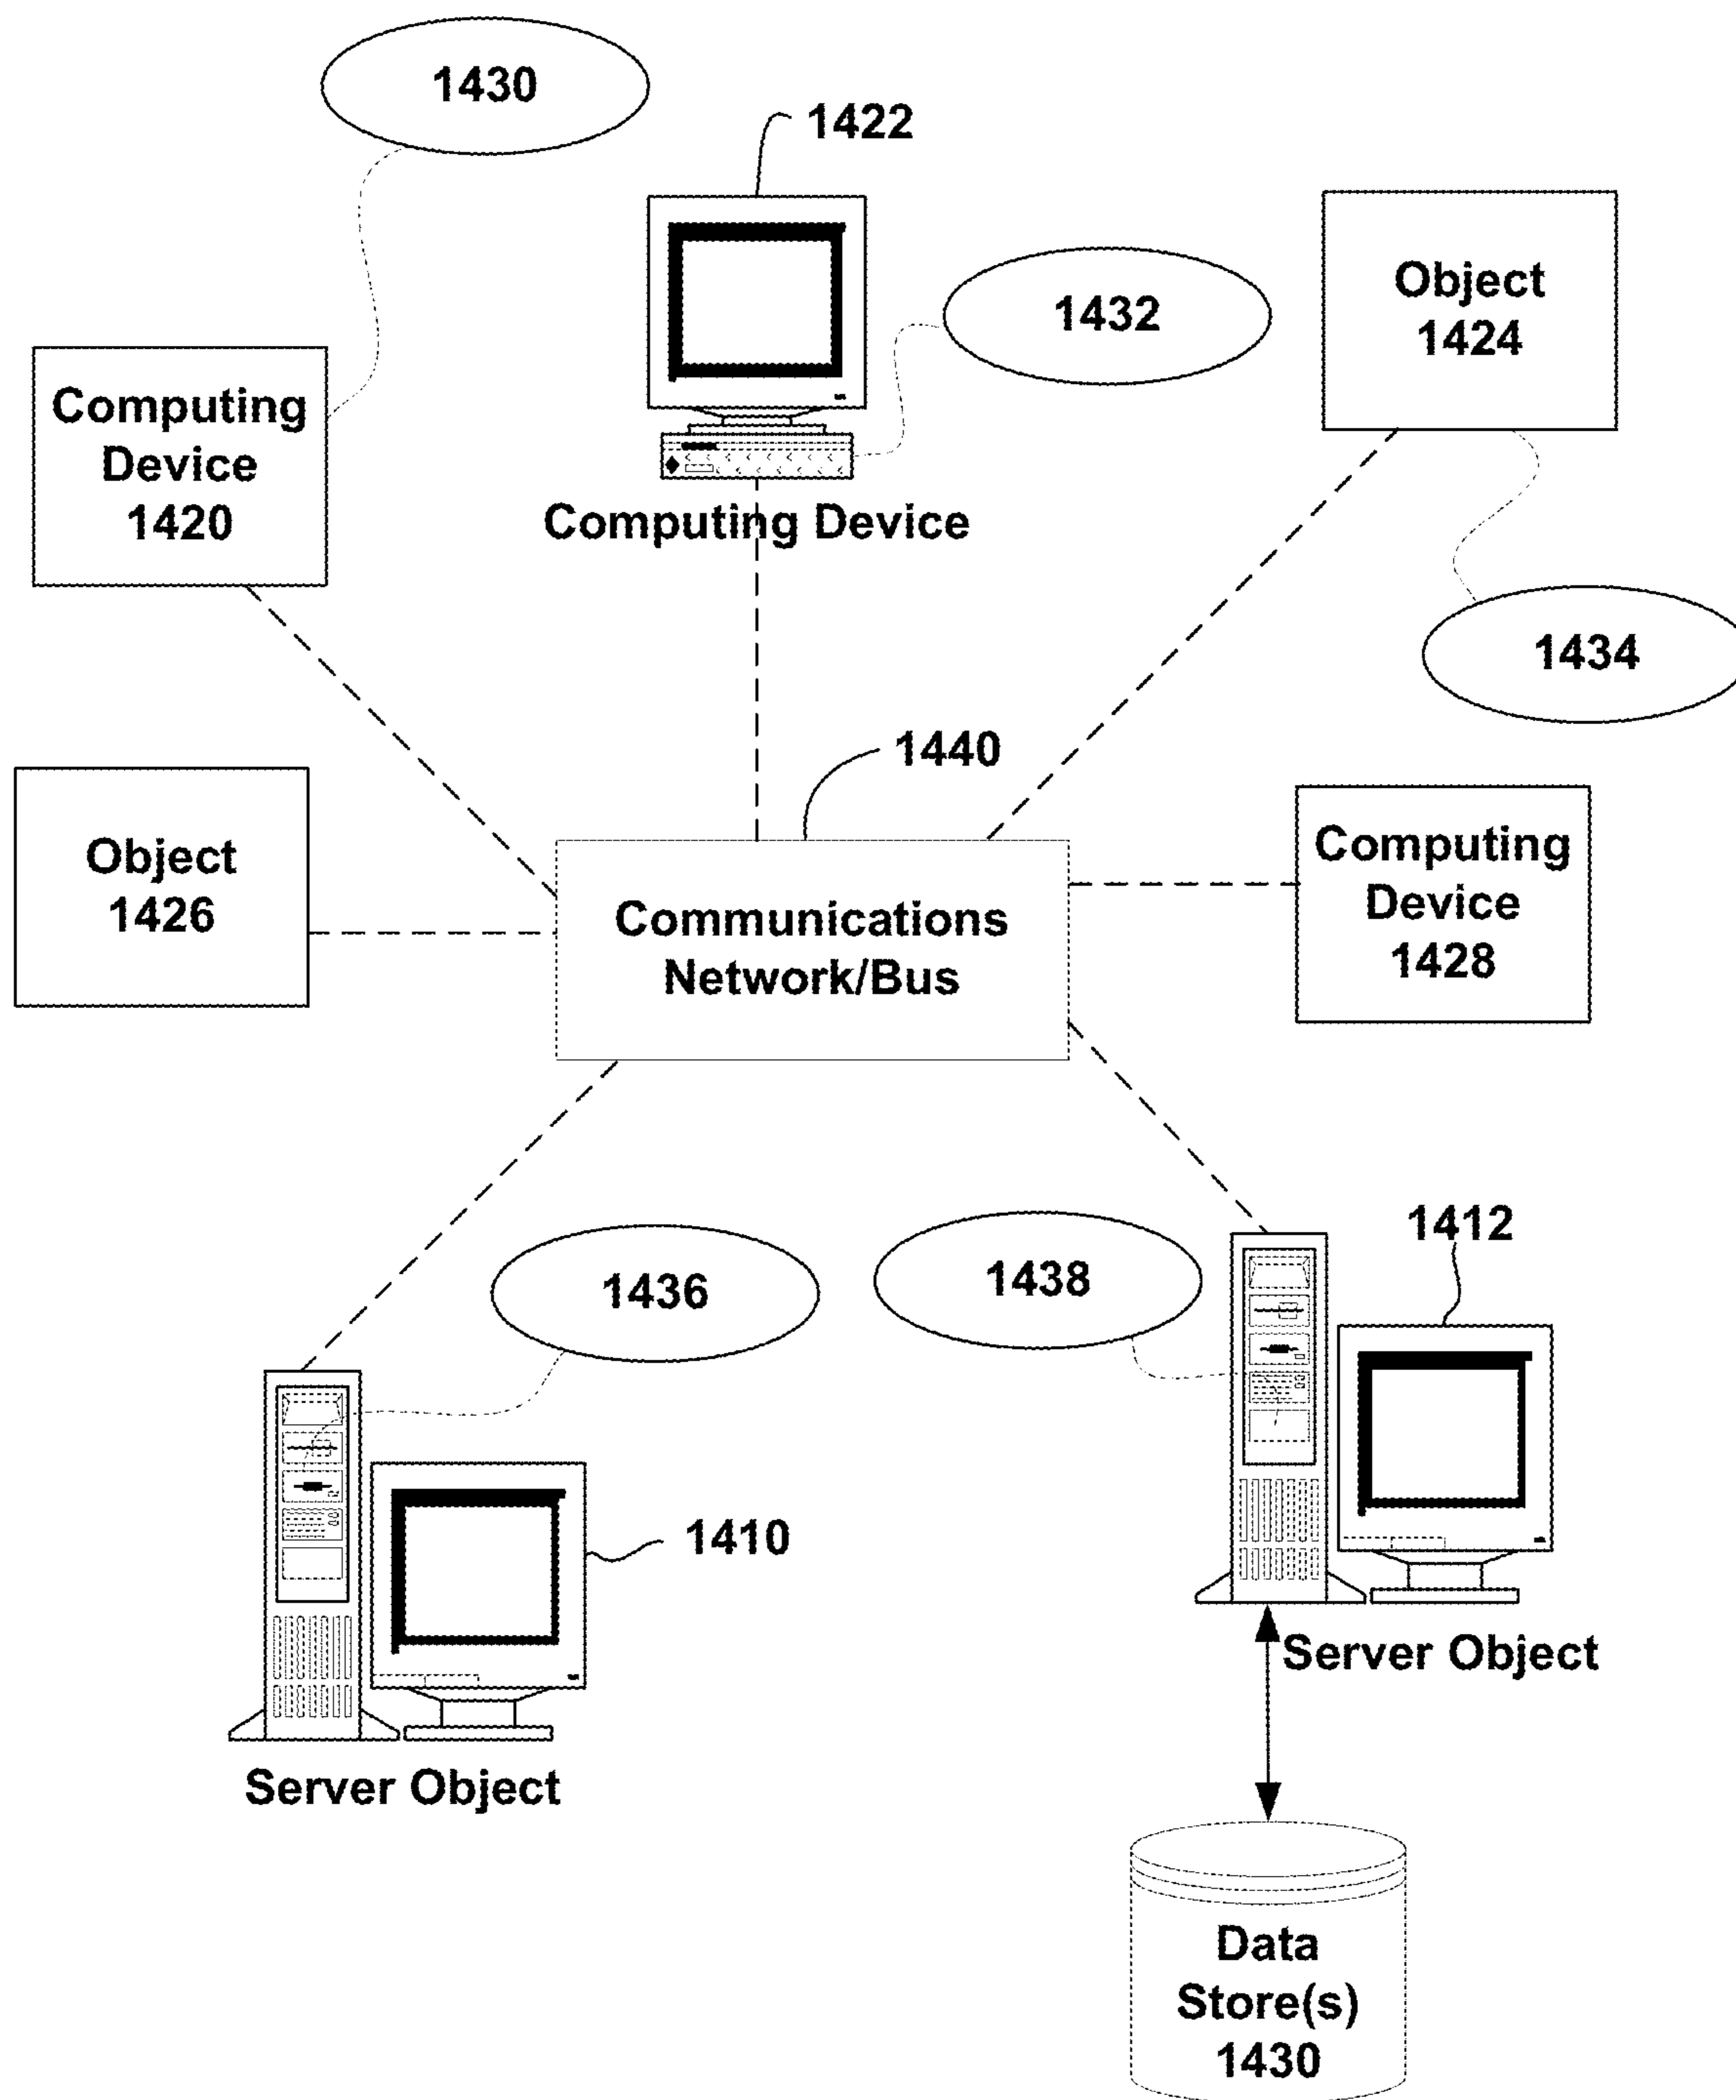 1430
1422
1432
Object
1424
Computing
Device
1420
Computing Device
1434
1440
Object
1426
Communications
Network/Bus
Computing
Device
1428
1436
1438
1412
1410
Server Object
Server Object
Data
Store(s)
1430